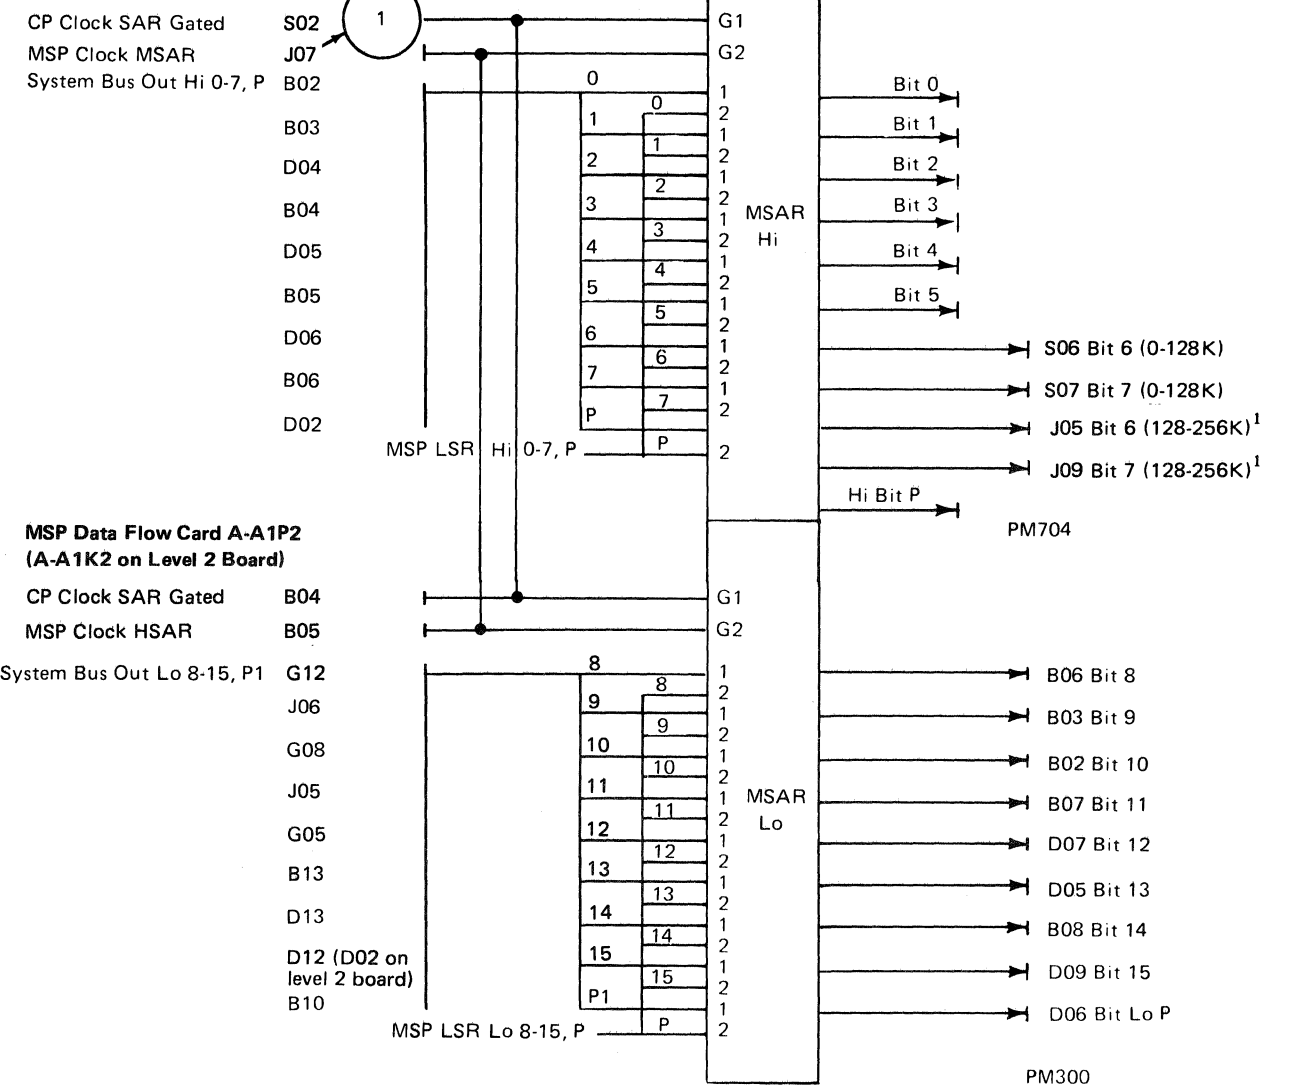 CP Clock SAR Gated S02 1 G1
MSP Clock MSAR J07 G2
System Bus Out Hi 0-7, P B02 0 1 Bit 0
0 2
B03 1 1 Bit 1
1 2
D04 2 1 Bit 2
2 2
B04 3 1 Bit 3
MSAR
Hi
3 2
D05 4 1 Bit 4
4 2
B05 5 1 Bit 5
5 2
D06 6 1 S06 Bit 6 (0-128K)
6 2
B06 7 1 S07 Bit 7 (0-128K)
7 2
D02 P J05 Bit 6 (128-256K)¹
MSP LSR Hi 0-7, P P 2
J09 Bit 7 (128-256K)¹
Hi Bit P
PM704
MSP Data Flow Card A-A1P2
(A-A1K2 on Level 2 Board)
CP Clock SAR Gated B04 G1
MSP Clock HSAR B05 G2
System Bus Out Lo 8-15, P1 G12 8 1 B06 Bit 8
8 2
J06 9 1 B03 Bit 9
9 2
G08 10 1 B02 Bit 10
10 2
J05 11 1 B07 Bit 11
MSAR
Lo
11 2
G05 12 1 D07 Bit 12
12 2
B13 13 1 D05 Bit 13
13 2
D13 14 1 B08 Bit 14
14 2
D12 (D02 on
level 2 board)
15 1 D09 Bit 15
15 2
B10 P1 1 D06 Bit Lo P
MSP LSR Lo 8-15, P P 2
PM300